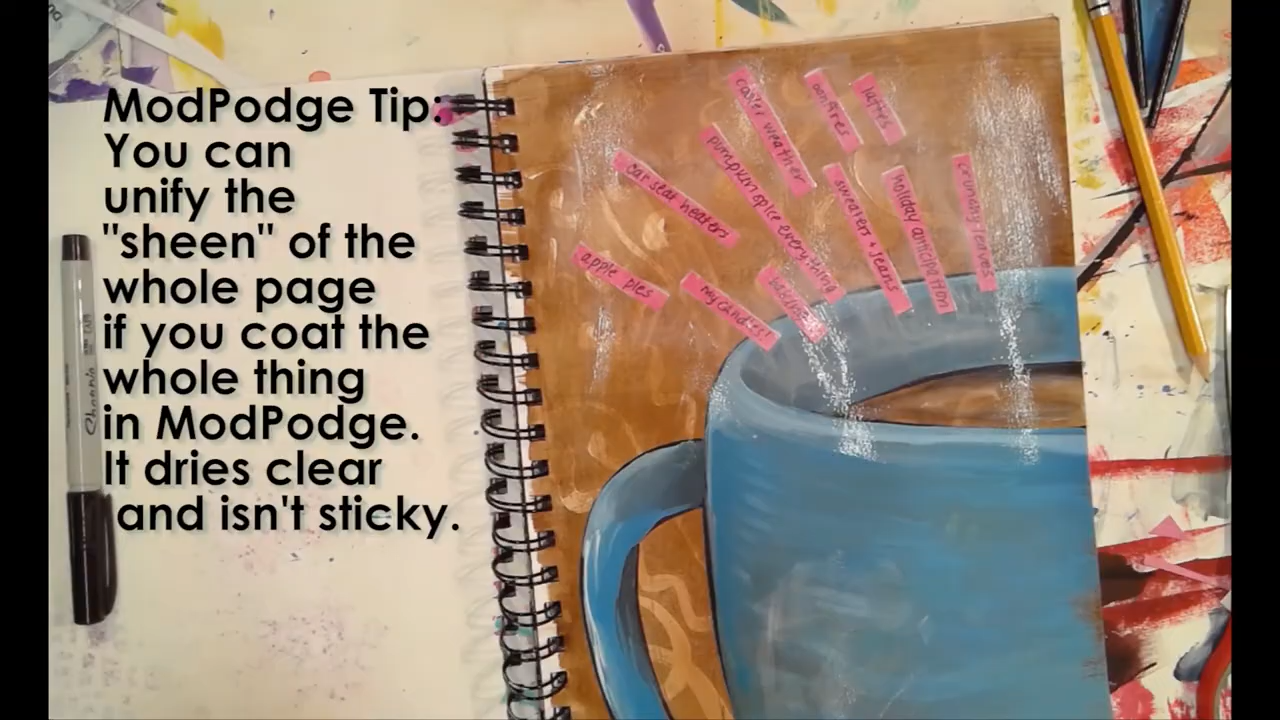 ModPodge Tip:
You can
unify the
"sheen" of the
whole page
if you coat the
whole thing
in ModPodge.
It dries clear
and isn't sticky.
Sharpie
cooler weather
bonfires
lattes
pumpkin spice everything
car seat heaters
sweaters + jeans
holiday anticipation
crunchy leaves
apple pies
my candles!